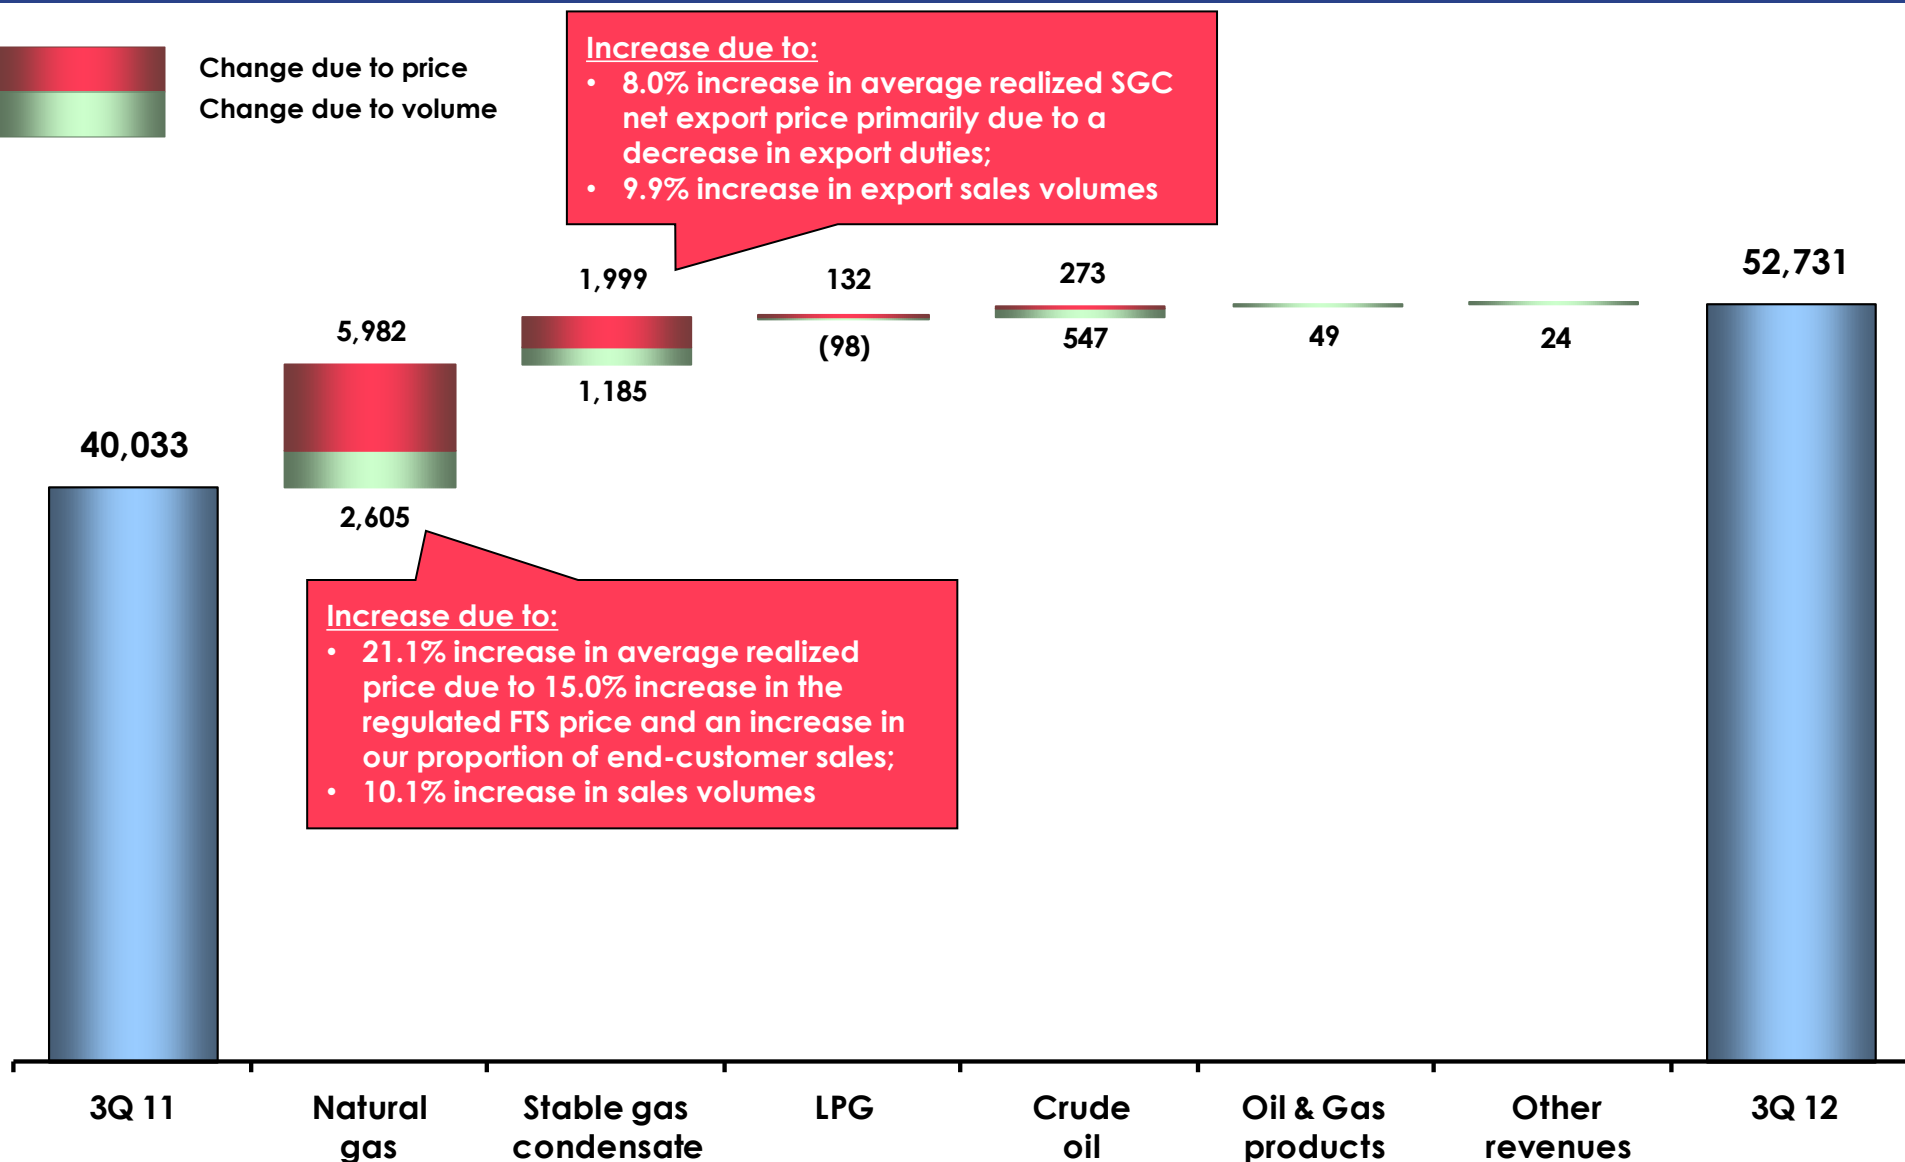 Change due to price
Change due to volume
Increase due to:
• 8.0% increase in average realized SGC
net export price primarily due to a
decrease in export duties;
• 9.9% increase in export sales volumes
40,033
5,982
2,605
1,999
1,185
132
(98)
273
547
49
24
52,731
Increase due to:
• 21.1% increase in average realized
price due to 15.0% increase in the
regulated FTS price and an increase in
our proportion of end-customer sales;
• 10.1% increase in sales volumes
3Q 11
Natural
gas
Stable gas
condensate
LPG
Crude
oil
Oil & Gas
products
Other
revenues
3Q 12